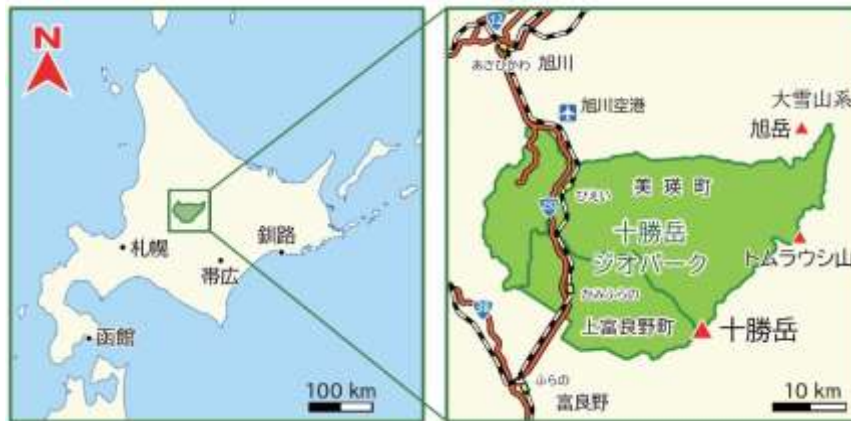 N
札幌
帯広
釧路
函館
100 km
12
あさひかわ
旭川
旭川空港
大雪山系
旭岳
美瑛町
びえい
十勝岳
ジオパーク
トムラウシ山
かみふらの
上富良野町
十勝岳
38
ふらの
富良野
10 km